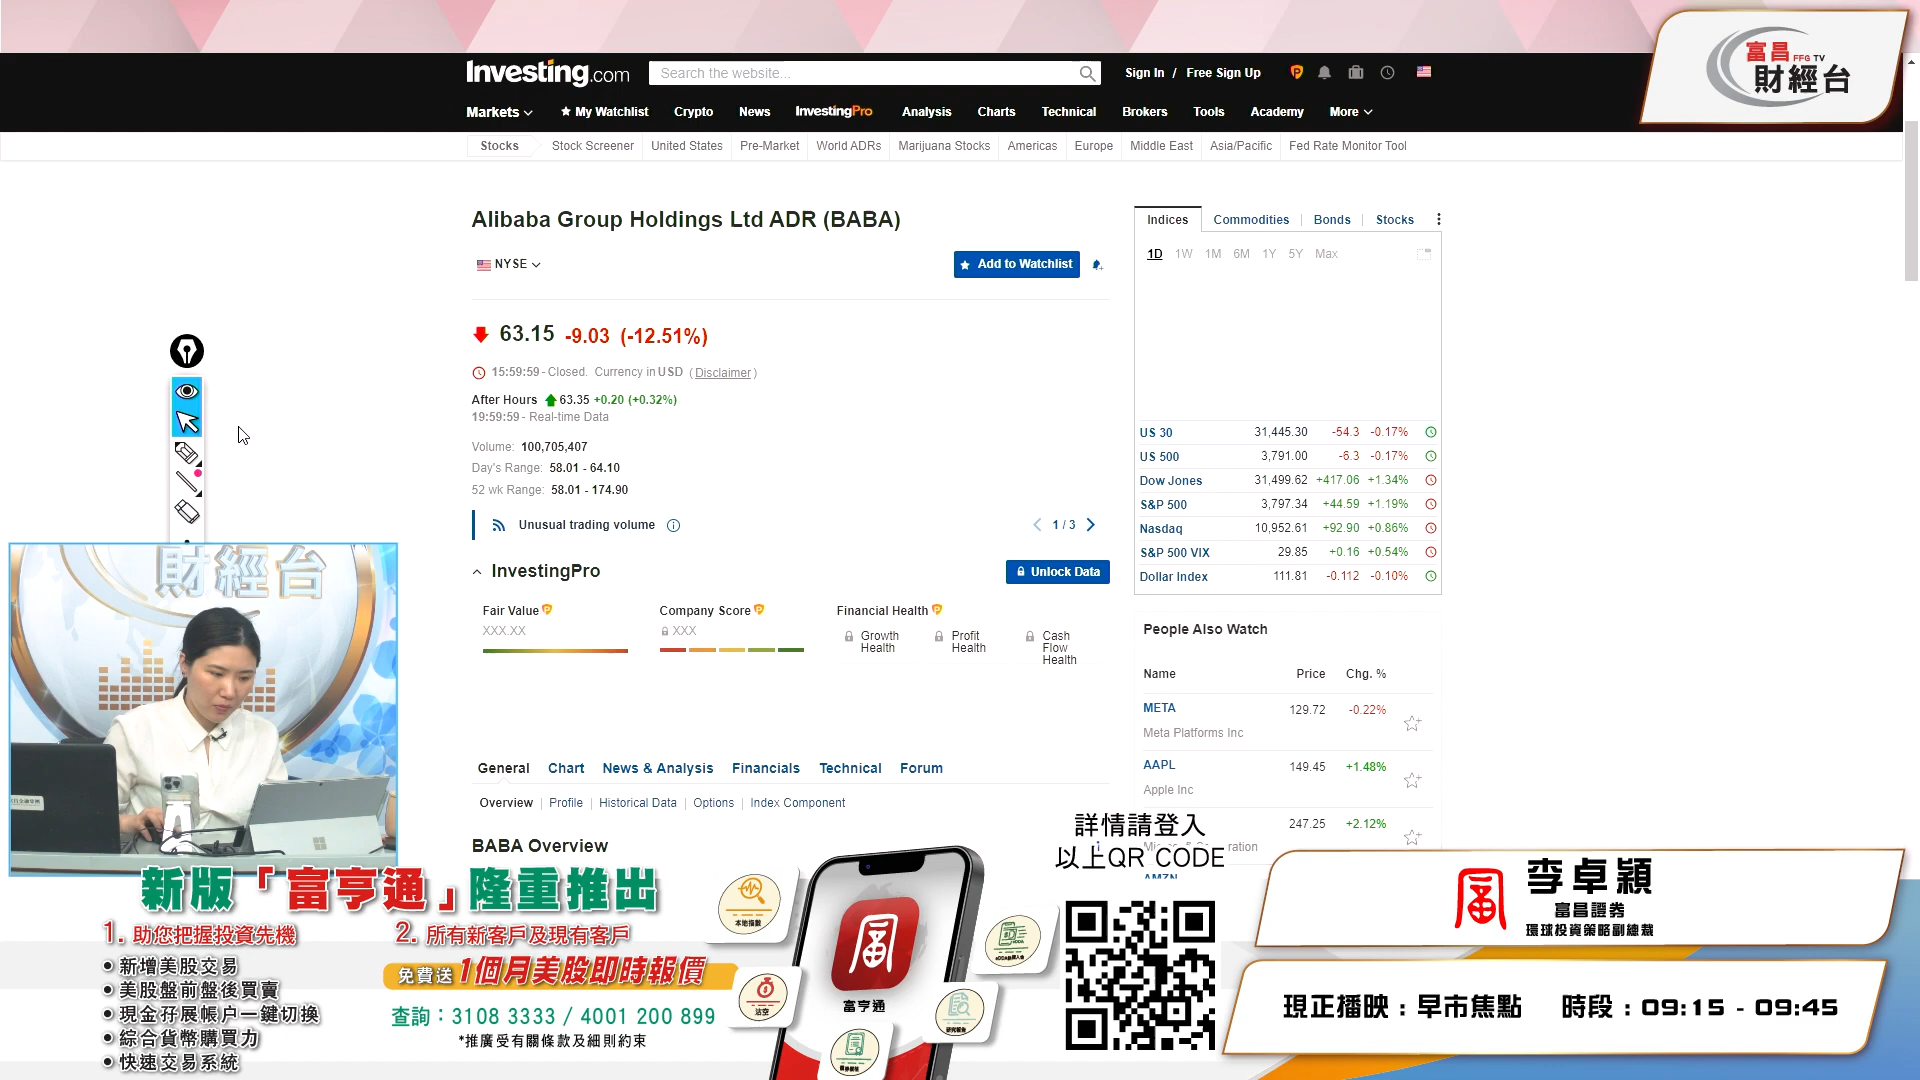 Investing.com
Search the website...
Sign In / Free Sign Up
富昌 FFG TV
財經台
Markets
My Watchlist
Crypto
News
InvestingPro
Analysis
Charts
Technical
Brokers
Tools
Academy
More
Stocks
Stock Screener
United States
Pre-Market
World ADRs
Marijuana Stocks
Americas
Europe
Middle East
Asia/Pacific
Fed Rate Monitor Tool
Alibaba Group Holdings Ltd ADR (BABA)
NYSE
Add to Watchlist
63.15 -9.03 (-12.51%)
15:59:59 - Closed. Currency in USD ( Disclaimer )
After Hours 63.35 +0.20 (+0.32%)
19:59:59 - Real-time Data
Volume: 100,705,407
Day's Range: 58.01 - 64.10
52 wk Range: 58.01 - 174.90
Unusual trading volume
1 / 3
InvestingPro
Unlock Data
Fair Value
XXX.XX
Company Score
XXX
Financial Health
Growth Health
Profit Health
Cash Flow Health
General
Chart
News & Analysis
Financials
Technical
Forum
Overview
Profile
Historical Data
Options
Index Component
BABA Overview
Indices
Commodities
Bonds
Stocks
1D 1W 1M 6M 1Y 5Y Max
US 30 31,445.30 -54.3 -0.17%
US 500 3,791.00 -6.3 -0.17%
Dow Jones 31,499.62 +417.06 +1.34%
S&P 500 3,797.34 +44.59 +1.19%
Nasdaq 10,952.61 +92.90 +0.86%
S&P 500 VIX 29.85 +0.16 +0.54%
Dollar Index 111.81 -0.112 -0.10%
People Also Watch
Name Price Chg. %
META 129.72 -0.22%
Meta Platforms Inc
AAPL 149.45 +1.48%
Apple Inc
247.25 +2.12%
AMZN
財經台
詳情請登入
以上QR CODE
新版「富亨通」隆重推出
1. 助您把握投資先機
• 新增美股交易
• 美股盤前盤後買賣
• 現金孖展帳户一鍵切換
• 綜合貨幣購買力
• 快速交易系統
2. 所有新客戶及現有客戶
免費送 1個月美股即時報價
查詢：3108 3333 / 4001 200 899
*推廣受有關條款及細則約束
本地指數
沽空
富亨通
研究報告
李卓穎
富昌證券
環球投資策略副總裁
現正播映：早市焦點 時段：09:15 - 09:45